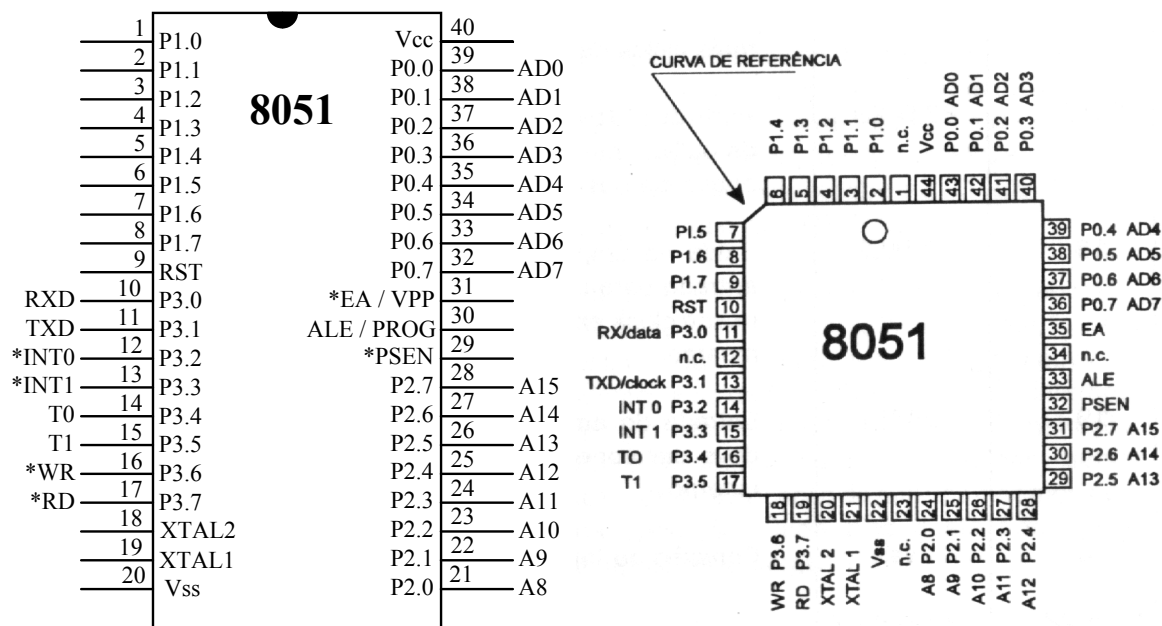 1 P1.0 Vcc 40
2 P1.1 P0.0 39 AD0
3 P1.2 P0.1 38 AD1
4 P1.3 P0.2 37 AD2
5 P1.4 P0.3 36 AD3
6 P1.5 P0.4 35 AD4
7 P1.6 P0.5 34 AD5
8 P1.7 P0.6 33 AD6
9 RST P0.7 32 AD7
RXD 10 P3.0 *EA / VPP 31
TXD 11 P3.1 ALE / PROG 30
*INT0 12 P3.2 *PSEN 29
*INT1 13 P3.3 P2.7 28 A15
T0 14 P3.4 P2.6 27 A14
T1 15 P3.5 P2.5 26 A13
*WR 16 P3.6 P2.4 25 A12
*RD 17 P3.7 P2.3 24 A11
18 XTAL2 P2.2 23 A10
19 XTAL1 P2.1 22 A9
20 Vss P2.0 21 A8
8051
CURVA DE REFERÊNCIA
P1.4
P1.3
P1.2
P1.1
P1.0
n.c.
Vcc
P0.0 AD0
P0.1 AD1
P0.2 AD2
P0.3 AD3
6 5 4 3 2 1 44 43 42 41 40
PI.5 7
P1.6 8
P1.7 9
RST 10
RX/data P3.0 11
n.c. 12
TXD/clock P3.1 13
INT 0 P3.2 14
INT 1 P3.3 15
TO P3.4 16
T1 P3.5 17
8051
39 P0.4 AD4
38 P0.5 AD5
37 P0.6 AD6
36 P0.7 AD7
35 EA
34 n.c.
33 ALE
32 PSEN
31 P2.7 A15
30 P2.6 A14
29 P2.5 A13
18 19 20 21 22 23 24 25 26 27 28
WR P3.6
RD P3.7
XTAL 2
XTAL 1
Vss
n.c.
A8 P2.0
A9 P2.1
A10 P2.2
A11 P2.3
A12 P2.4